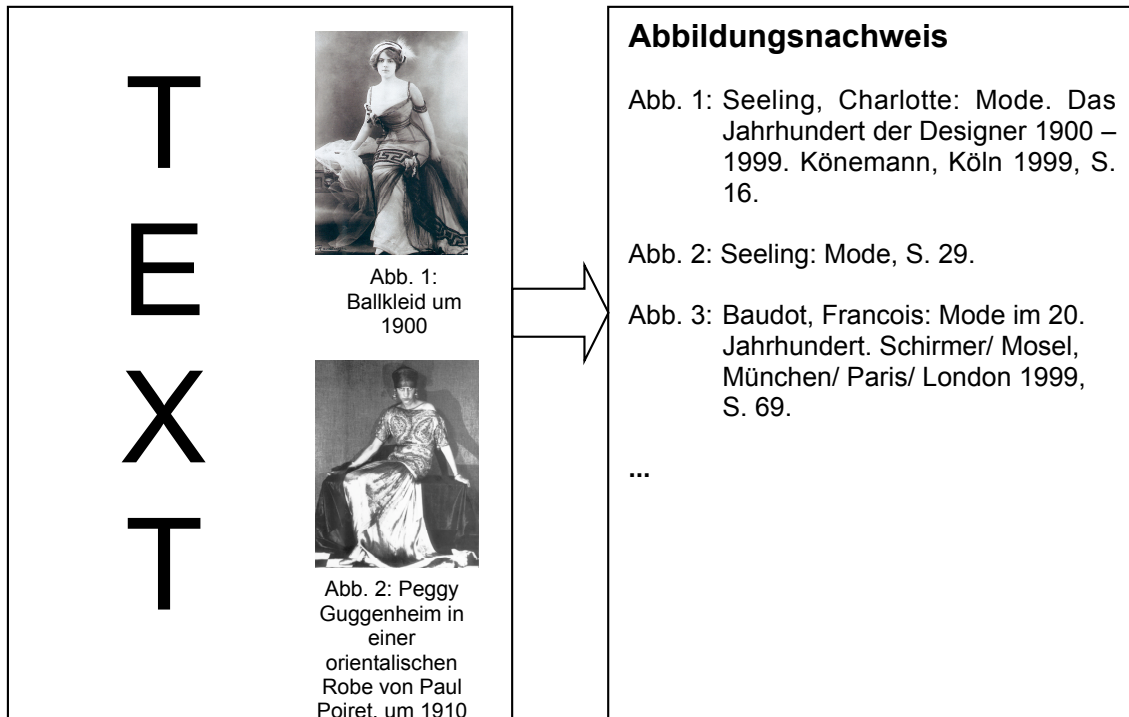 T
E
X
T
Abb. 1:
Ballkleid um
1900
Abb. 2: Peggy
Guggenheim in
einer
orientalischen
Robe von Paul
Poiret, um 1910
Abbildungsnachweis
Abb. 1: Seeling, Charlotte: Mode. Das
Jahrhundert der Designer 1900 –
1999. Könemann, Köln 1999, S.
16.
Abb. 2: Seeling: Mode, S. 29.
Abb. 3: Baudot, Francois: Mode im 20.
Jahrhundert. Schirmer/ Mosel,
München/ Paris/ London 1999,
S. 69.
...